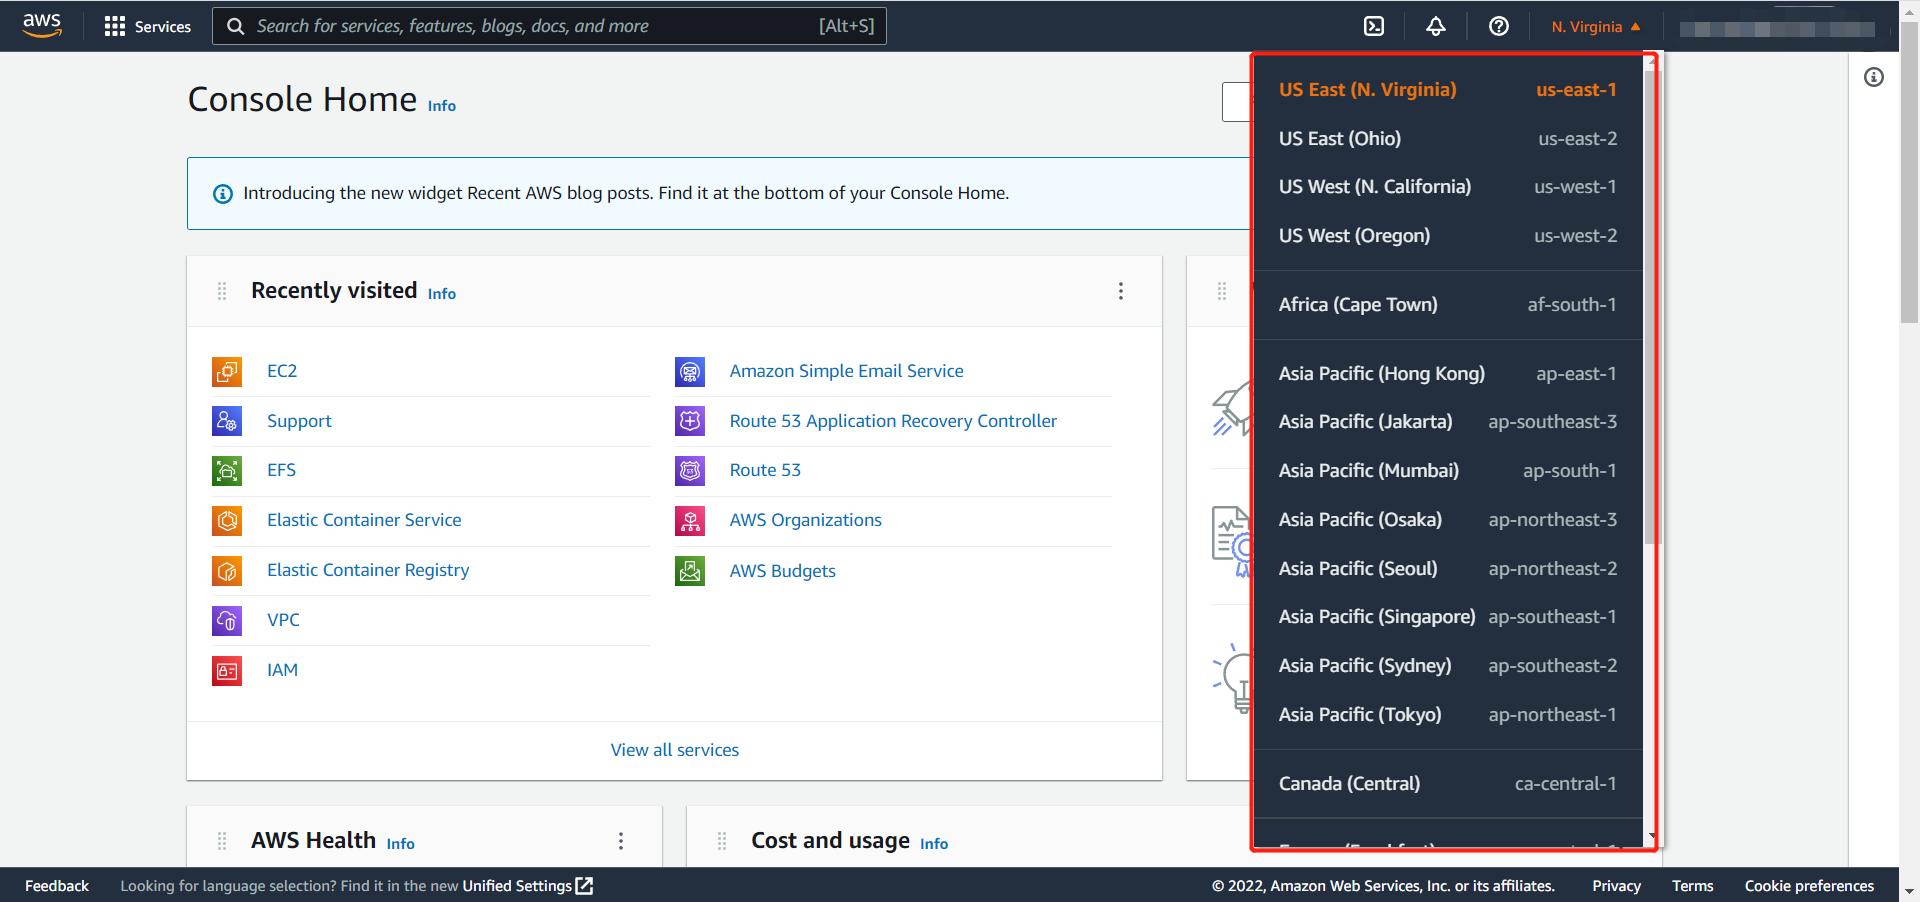 aws Services Search for services, features, blogs, docs, and more [Alt+S] N. Virginia
Console Home Info
Introducing the new widget Recent AWS blog posts. Find it at the bottom of your Console Home.
Recently visited Info
EC2
Support
EFS
Elastic Container Service
Elastic Container Registry
VPC
IAM
Amazon Simple Email Service
Route 53 Application Recovery Controller
Route 53
AWS Organizations
AWS Budgets
View all services
AWS Health Info
Cost and usage Info
US East (N. Virginia) us-east-1
US East (Ohio) us-east-2
US West (N. California) us-west-1
US West (Oregon) us-west-2
Africa (Cape Town) af-south-1
Asia Pacific (Hong Kong) ap-east-1
Asia Pacific (Jakarta) ap-southeast-3
Asia Pacific (Mumbai) ap-south-1
Asia Pacific (Osaka) ap-northeast-3
Asia Pacific (Seoul) ap-northeast-2
Asia Pacific (Singapore) ap-southeast-1
Asia Pacific (Sydney) ap-southeast-2
Asia Pacific (Tokyo) ap-northeast-1
Canada (Central) ca-central-1
Feedback Looking for language selection? Find it in the new Unified Settings © 2022, Amazon Web Services, Inc. or its affiliates. Privacy Terms Cookie preferences